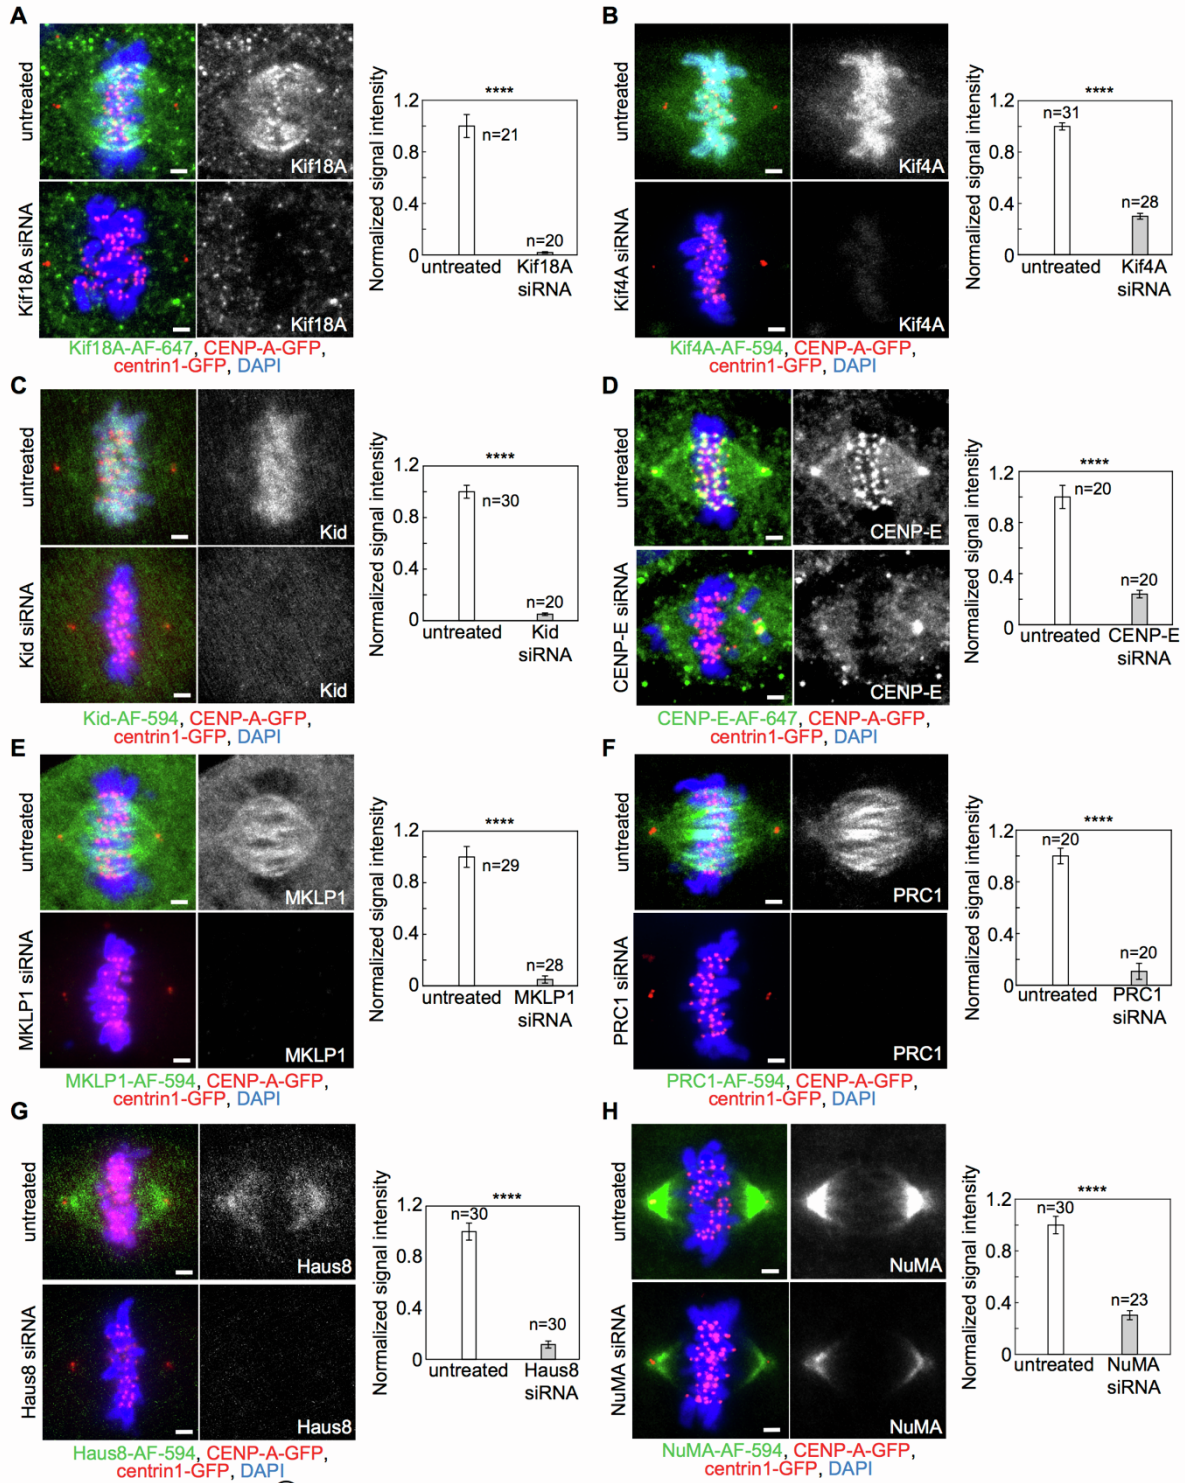 A
untreated
Kif18A
Kif18A siRNA
Kif18A
Kif18A-AF-647, CENP-A-GFP,
centrin1-GFP, DAPI
Normalized signal intensity
1.2
0.8
0.4
0
****
n=21
n=20
untreated
Kif18A
siRNA
B
untreated
Kif4A
Kif4A siRNA
Kif4A
Kif4A-AF-594, CENP-A-GFP,
centrin1-GFP, DAPI
Normalized signal intensity
1.2
0.8
0.4
0
****
n=31
n=28
untreated
Kif4A
siRNA
C
untreated
Kid
Kid siRNA
Kid
Kid-AF-594, CENP-A-GFP,
centrin1-GFP, DAPI
Normalized signal intensity
1.2
0.8
0.4
0
****
n=30
n=20
untreated
Kid
siRNA
D
untreated
CENP-E
CENP-E siRNA
CENP-E
CENP-E-AF-647, CENP-A-GFP,
centrin1-GFP, DAPI
Normalized signal intensity
1.2
0.8
0.4
0
****
n=20
n=20
untreated
CENP-E
siRNA
E
untreated
MKLP1
MKLP1 siRNA
MKLP1
MKLP1-AF-594, CENP-A-GFP,
centrin1-GFP, DAPI
Normalized signal intensity
1.2
0.8
0.4
0
****
n=29
n=28
untreated
MKLP1
siRNA
F
untreated
PRC1
PRC1 siRNA
PRC1
PRC1-AF-594, CENP-A-GFP,
centrin1-GFP, DAPI
Normalized signal intensity
1.2
0.8
0.4
0
****
n=20
n=20
untreated
PRC1
siRNA
G
untreated
Haus8
Haus8 siRNA
Haus8
Haus8-AF-594, CENP-A-GFP,
centrin1-GFP, DAPI
Normalized signal intensity
1.2
0.8
0.4
0
****
n=30
n=30
untreated
Haus8
siRNA
H
untreated
NuMA
NuMA siRNA
NuMA
NuMA-AF-594, CENP-A-GFP,
centrin1-GFP, DAPI
Normalized signal intensity
1.2
0.8
0.4
0
****
n=30
n=23
untreated
NuMA
siRNA